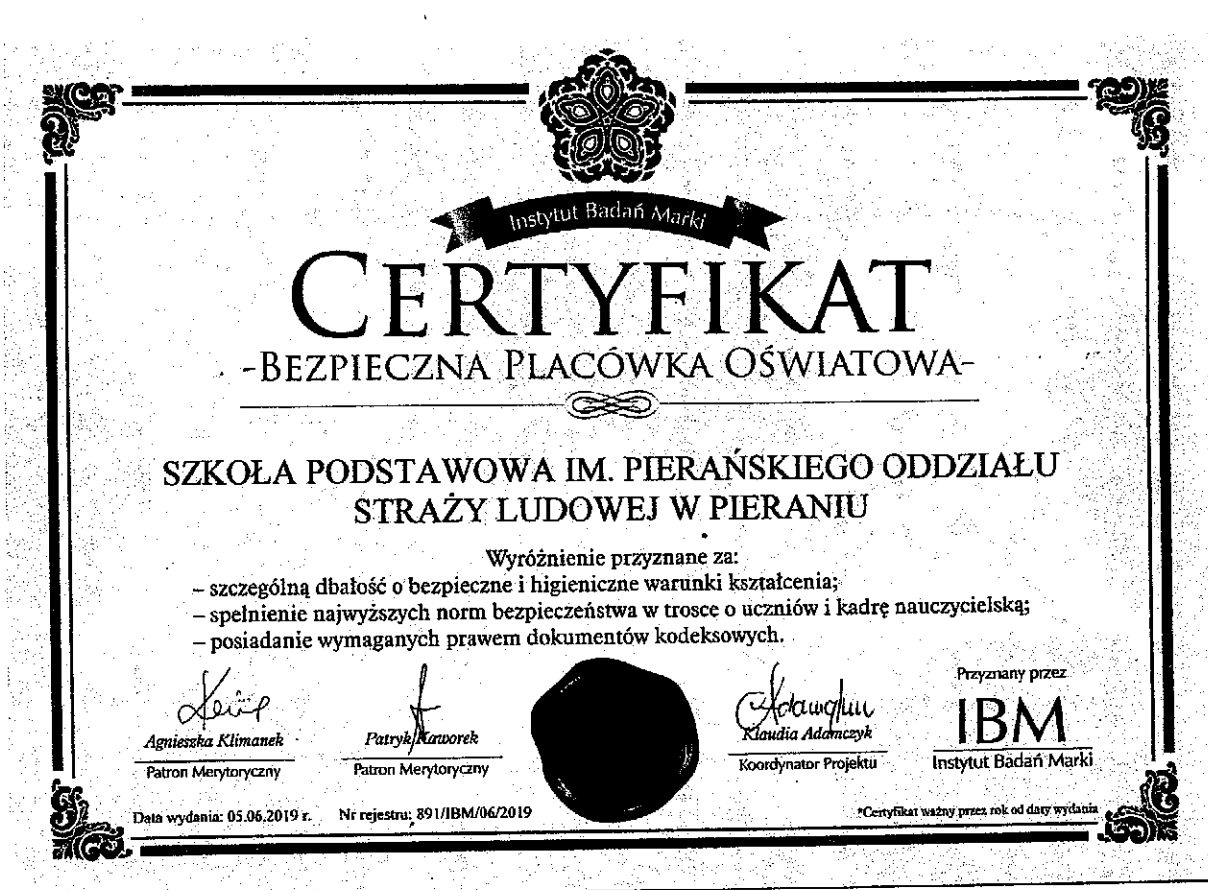 Instytut Badań Marki
CERTYFIKAT
-BEZPIECZNA PLACÓWKA OŚWIATOWA-
SZKOŁA PODSTAWOWA IM. PIERAŃSKIEGO ODDZIAŁU
STRAŻY LUDOWEJ W PIERANIU
Wyróżnienie przyznane za:
– szczególną dbałość o bezpieczne i higieniczne warunki kształcenia;
– spełnienie najwyższych norm bezpieczeństwa w trosce o uczniów i kadrę nauczycielską;
– posiadanie wymaganych prawem dokumentów kodeksowych.
Agnieszka Klimanek
Patron Merytoryczny
Patryk Jaworek
Patron Merytoryczny
Klaudia Adamczyk
Koordynator Projektu
Przyznany przez
IBM
Instytut Badań Marki
Data wydania: 05.06.2019 r.
Nr rejestru: 891/IBM/06/2019
*Certyfikat ważny przez rok od daty wydania